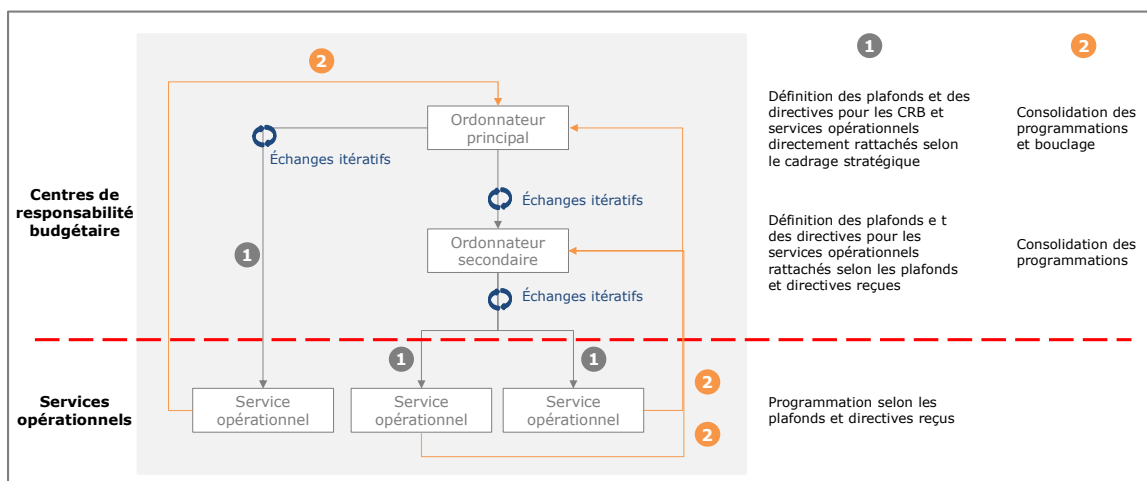 2
1
2
Ordonnateur
principal
Échanges itératifs
Définition des plafonds et des
directives pour les CRB et
services opérationnels
directement rattachés selon
le cadrage stratégique
Consolidation des
programmations
et bouclage
Centres de
responsabilité
budgétaire
Échanges itératifs
1
Ordonnateur
secondaire
Définition des plafonds e t
des directives pour les
services opérationnels
rattachés selon les plafonds
et directives reçues
Consolidation des
programmations
Échanges itératifs
1
1
Services
opérationnels
Service
opérationnel
Service
opérationnel
Service
opérationnel
2
2
Programmation selon les
plafonds et directives reçus